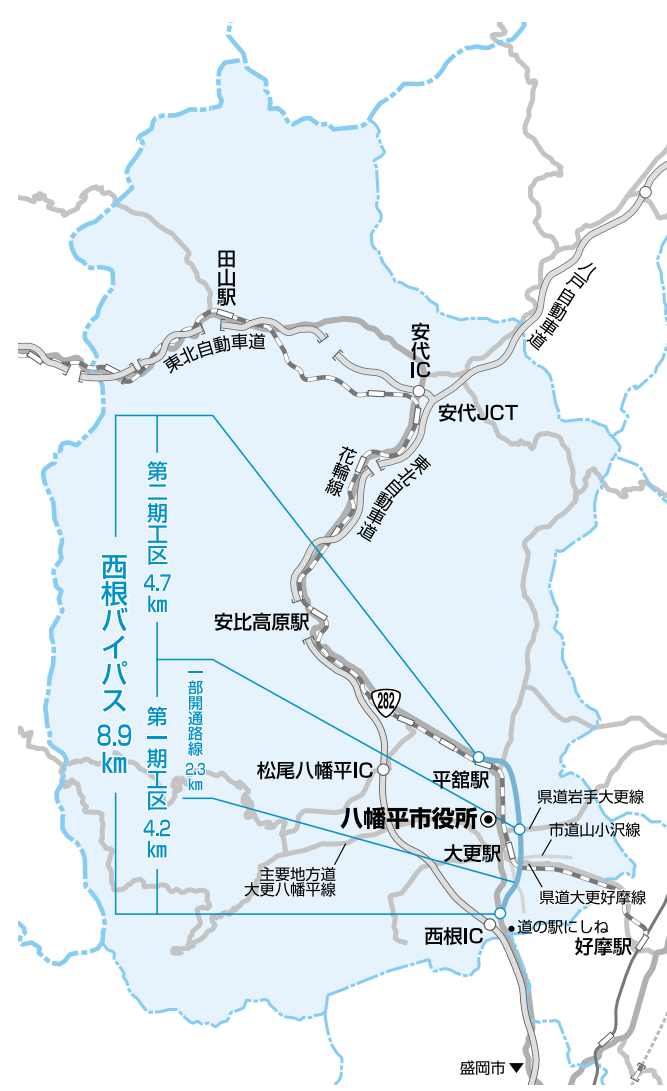 田山駅
東北自動車道
八戸自動車道
安代
IC
安代JCT
花輪線
東北自動車道
第二期工区
4.7
km
西根バイパス
8.9
km
安比高原駅
一部開通路線
2.3
km
第一期工区
4.2
km
282
松尾八幡平IC
平舘駅
県道岩手大更線
八幡平市役所
市道山小沢線
大更駅
主要地方道
大更八幡平線
県道大更好摩線
道の駅にしね
西根IC
好摩駅
盛岡市▼